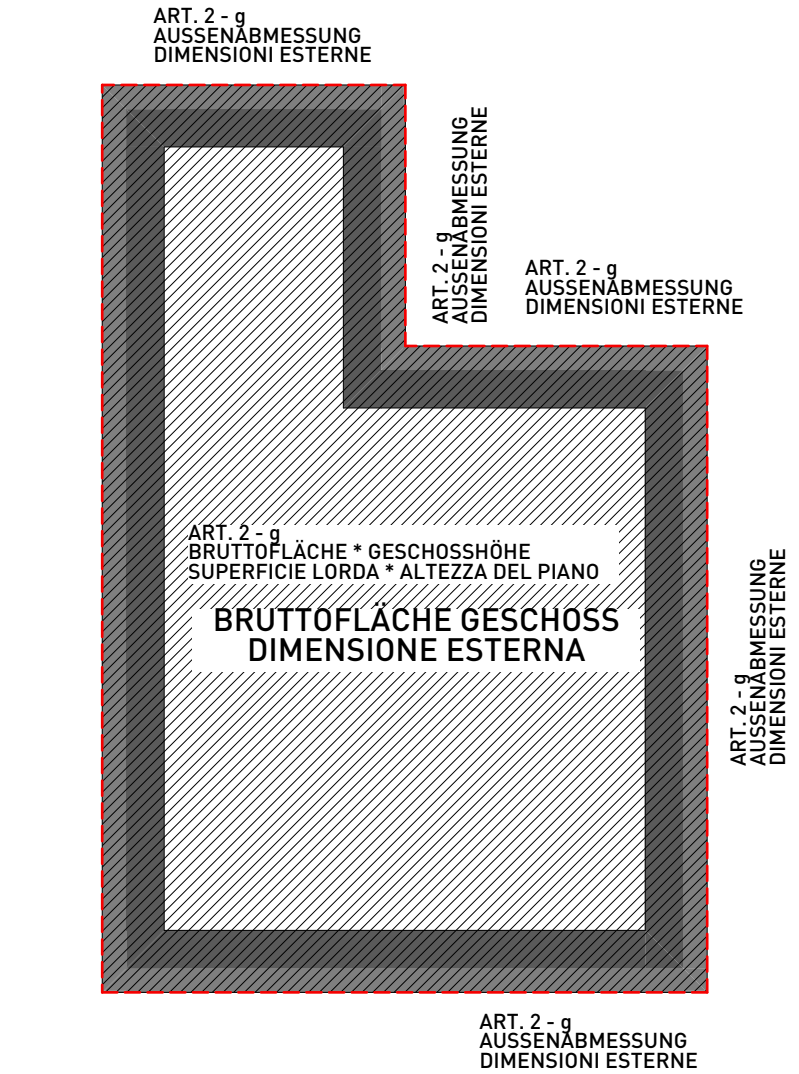 ART. 2 - g
AUSSENABMESSUNG
DIMENSIONI ESTERNE
ART. 2 - g
AUSSENABMESSUNG
DIMENSIONI ESTERNE
ART. 2 - g
AUSSENABMESSUNG
DIMENSIONI ESTERNE
ART. 2 - g
BRUTTOFLÄCHE * GESCHOSSHÖHE
SUPERFICIE LORDA * ALTEZZA DEL PIANO
BRUTTOFLÄCHE GESCHOSS
DIMENSIONE ESTERNA
ART. 2 - g
AUSSENABMESSUNG
DIMENSIONI ESTERNE
ART. 2 - g
AUSSENABMESSUNG
DIMENSIONI ESTERNE